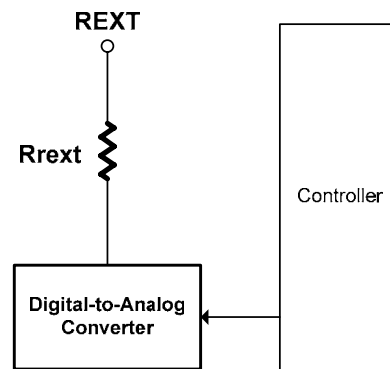 REXT
Rrext
Controller
Digital-to-Analog
Converter